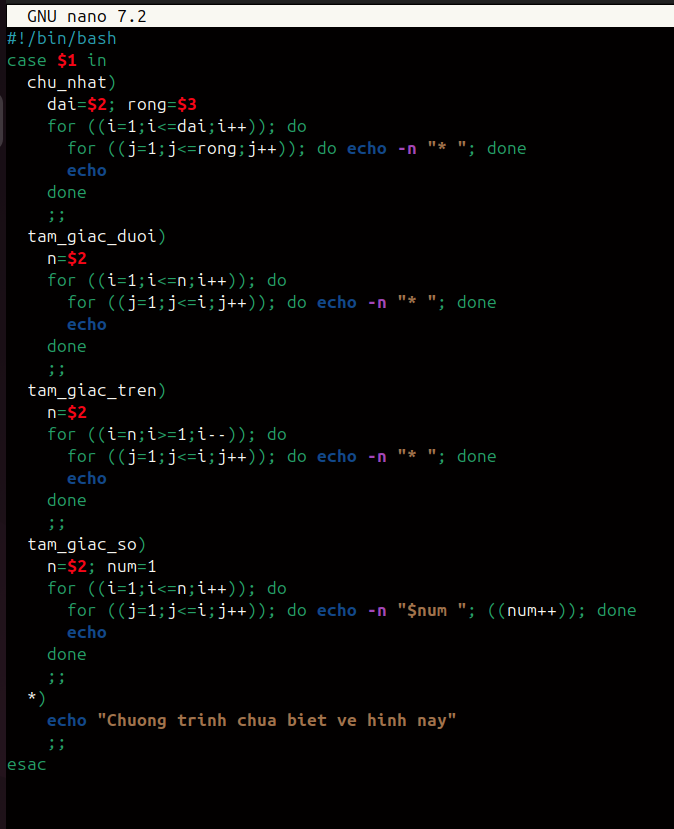 GNU nano 7.2
#!/bin/bash
case $1 in
  chu_nhat)
    dai=$2; rong=$3
    for ((i=1;i<=dai;i++)); do
      for ((j=1;j<=rong;j++)); do echo -n "* "; done
      echo
    done
    ;;
  tam_giac_duoi)
    n=$2
    for ((i=1;i<=n;i++)); do
      for ((j=1;j<=i;j++)); do echo -n "* "; done
      echo
    done
    ;;
  tam_giac_tren)
    n=$2
    for ((i=n;i>=1;i--)); do
      for ((j=1;j<=i;j++)); do echo -n "* "; done
      echo
    done
    ;;
  tam_giac_so)
    n=$2; num=1
    for ((i=1;i<=n;i++)); do
      for ((j=1;j<=i;j++)); do echo -n "$num "; ((num++)); done
      echo
    done
    ;;
  *)
    echo "Chuong trinh chua biet ve hinh nay"
    ;;
esac